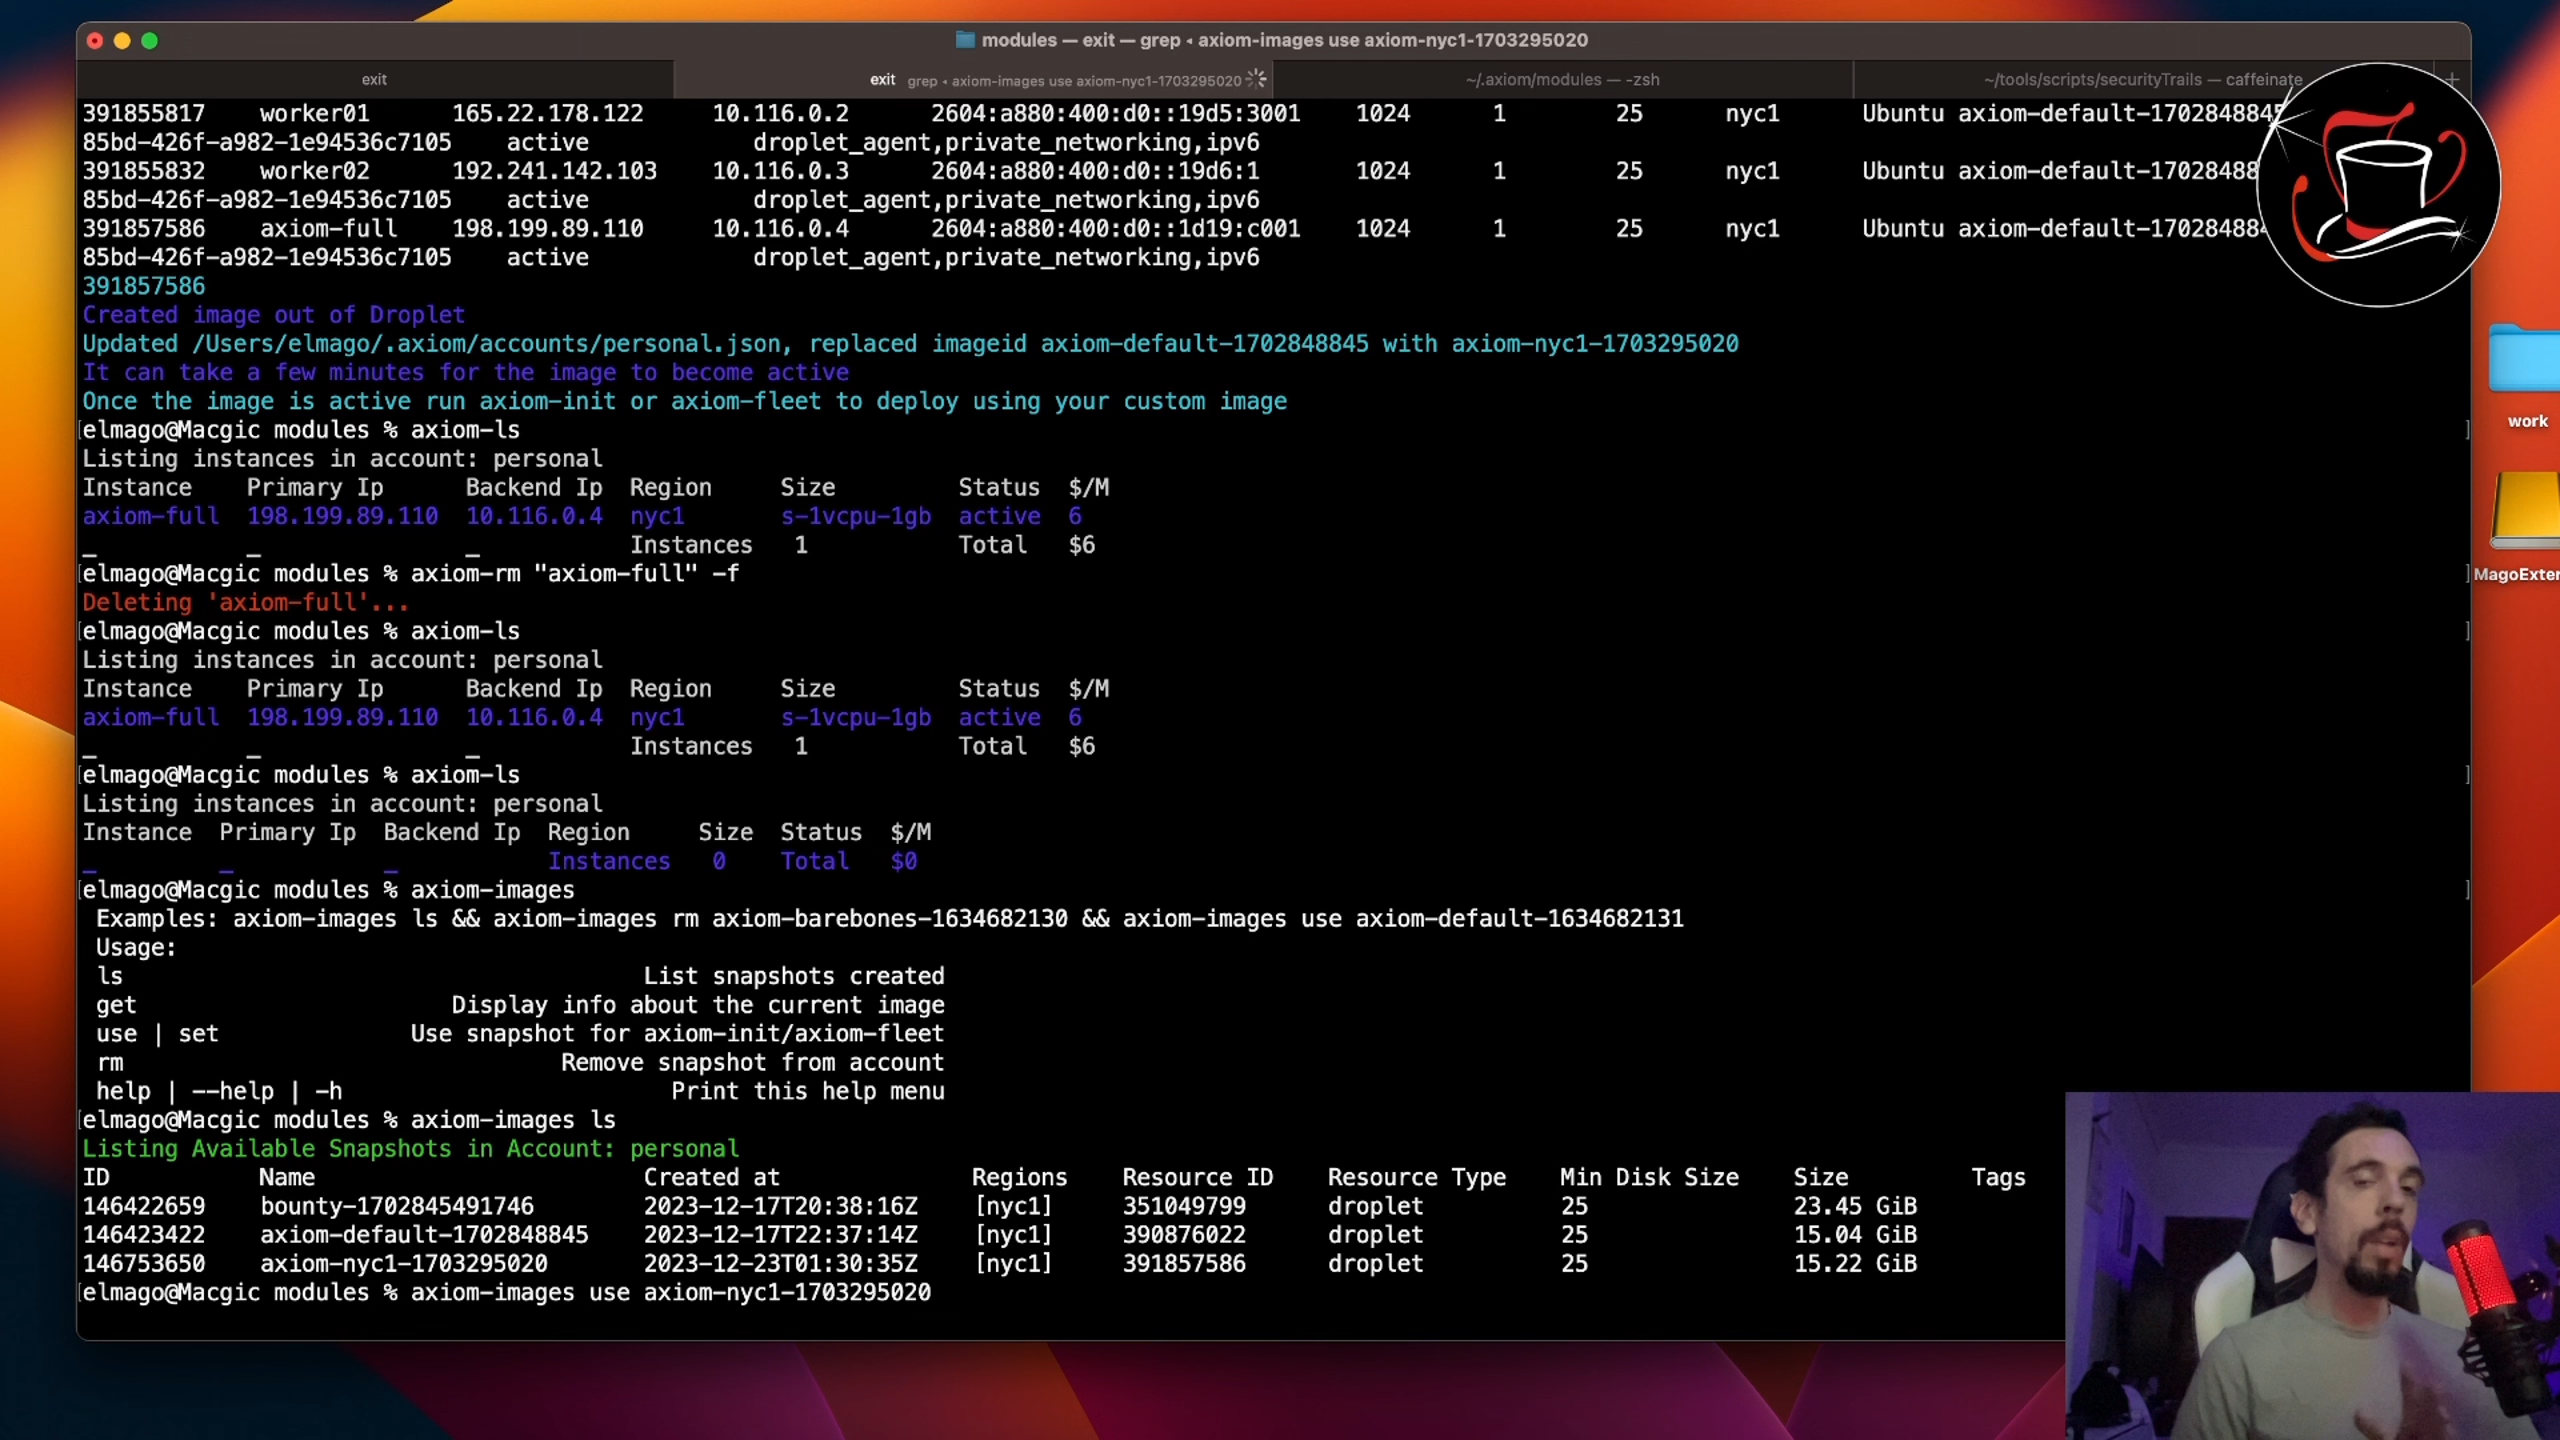 modules — exit — grep ◂ axiom-images use axiom-nyc1-1703295020
exit
exit grep ◂ axiom-images use axiom-nyc1-1703295020
~/.axiom/modules — -zsh
~/tools/scripts/securityTrails — caffeinate
391855817 worker01 165.22.178.122 10.116.0.2 2604:a880:400:d0::19d5:3001 1024 1 25 nyc1 Ubuntu axiom-default-1702848845
85bd-426f-a982-1e94536c7105 active droplet_agent,private_networking,ipv6
391855832 worker02 192.241.142.103 10.116.0.3 2604:a880:400:d0::19d6:1 1024 1 25 nyc1 Ubuntu axiom-default-17028488
85bd-426f-a982-1e94536c7105 active droplet_agent,private_networking,ipv6
391857586 axiom-full 198.199.89.110 10.116.0.4 2604:a880:400:d0::1d19:c001 1024 1 25 nyc1 Ubuntu axiom-default-170284884
85bd-426f-a982-1e94536c7105 active droplet_agent,private_networking,ipv6
391857586
Created image out of Droplet
Updated /Users/elmago/.axiom/accounts/personal.json, replaced imageid axiom-default-1702848845 with axiom-nyc1-1703295020
It can take a few minutes for the image to become active
Once the image is active run axiom-init or axiom-fleet to deploy using your custom image
[elmago@Macgic modules % axiom-ls ]
Listing instances in account: personal
Instance Primary Ip Backend Ip Region Size Status $/M
axiom-full 198.199.89.110 10.116.0.4 nyc1 s-1vcpu-1gb active 6
_ _ _ Instances 1 Total $6
[elmago@Macgic modules % axiom-rm "axiom-full" -f ]
Deleting 'axiom-full'...
[elmago@Macgic modules % axiom-ls ]
Listing instances in account: personal
Instance Primary Ip Backend Ip Region Size Status $/M
axiom-full 198.199.89.110 10.116.0.4 nyc1 s-1vcpu-1gb active 6
_ _ _ Instances 1 Total $6
[elmago@Macgic modules % axiom-ls ]
Listing instances in account: personal
Instance Primary Ip Backend Ip Region Size Status $/M
_ _ _ Instances 0 Total $0
[elmago@Macgic modules % axiom-images ]
Examples: axiom-images ls && axiom-images rm axiom-barebones-1634682130 && axiom-images use axiom-default-1634682131
Usage:
ls List snapshots created
get Display info about the current image
use | set Use snapshot for axiom-init/axiom-fleet
rm Remove snapshot from account
help | --help | -h Print this help menu
[elmago@Macgic modules % axiom-images ls
Listing Available Snapshots in Account: personal
ID Name Created at Regions Resource ID Resource Type Min Disk Size Size Tags
146422659 bounty-1702845491746 2023-12-17T20:38:16Z [nyc1] 351049799 droplet 25 23.45 GiB
146423422 axiom-default-1702848845 2023-12-17T22:37:14Z [nyc1] 390876022 droplet 25 15.04 GiB
146753650 axiom-nyc1-1703295020 2023-12-23T01:30:35Z [nyc1] 391857586 droplet 25 15.22 GiB
[elmago@Macgic modules % axiom-images use axiom-nyc1-1703295020
work
MagoExter